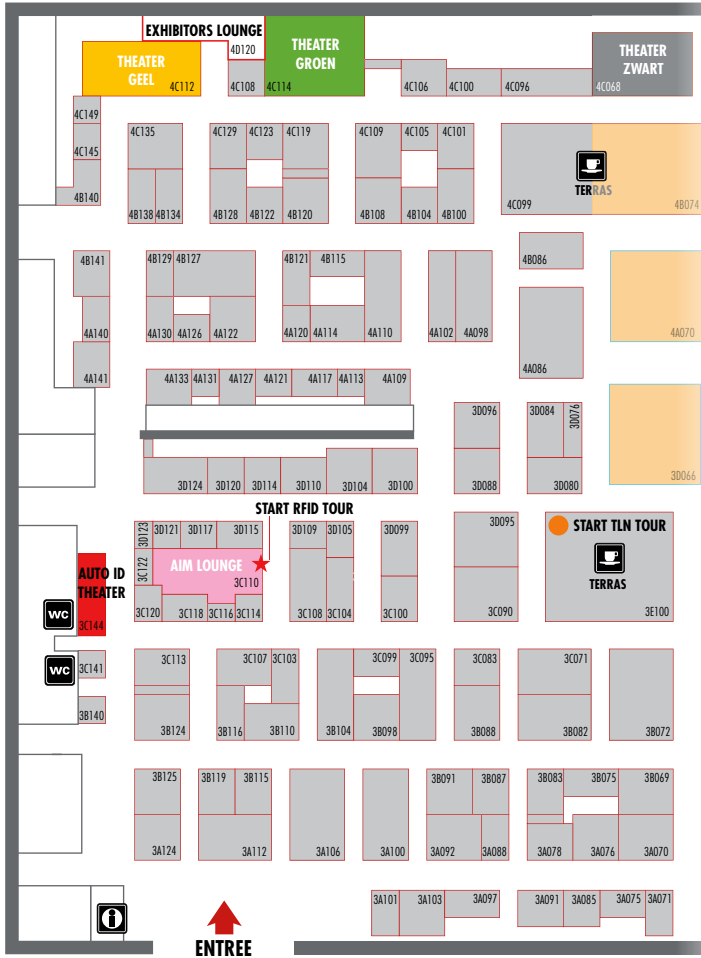 EXHIBITORS LOUNGE
4D120
THEATER
GEEL
4C112
4C108
THEATER
GROEN
4C114
4C106
4C100
4C096
THEATER
ZWART
4C068
4C149
4C145
4B140
4C135
4B138
4B134
4C129
4C123
4C119
4B128
4B122
4B120
4C109
4C105
4C101
4B108
4B104
4B100
TERRAS
4C099
4B074
4B141
4A140
4A141
4B129
4B127
4A130
4A126
4A122
4B121
4B115
4A120
4A114
4A110
4A102
4A098
4B086
4A086
4A070
4A133
4A131
4A127
4A121
4A117
4A113
4A109
3D124
3D120
3D114
3D110
3D104
3D100
3D096
3D088
3D084
3D076
3D080
3D066
START RFID TOUR
3D123
3D121
3D117
3D115
3C122
AIM LOUNGE
3C110
3C120
3C118
3C116
3C114
3D109
3D105
3C108
3C104
3D099
3C100
3D095
3C090
START TLN TOUR
TERRAS
3E100
AUTO ID
THEATER
3C144
WC
WC
3C141
3B140
3C113
3B124
3C107
3C103
3B116
3B110
3C099
3C095
3B104
3B098
3C083
3B088
3C071
3B082
3B072
3B125
3A124
3B119
3B115
3A112
3A106
3A100
3B091
3B087
3A092
3A088
3B083
3B075
3B069
3A078
3A076
3A070
3A101
3A103
3A097
3A091
3A085
3A075
3A071
i
ENTREE